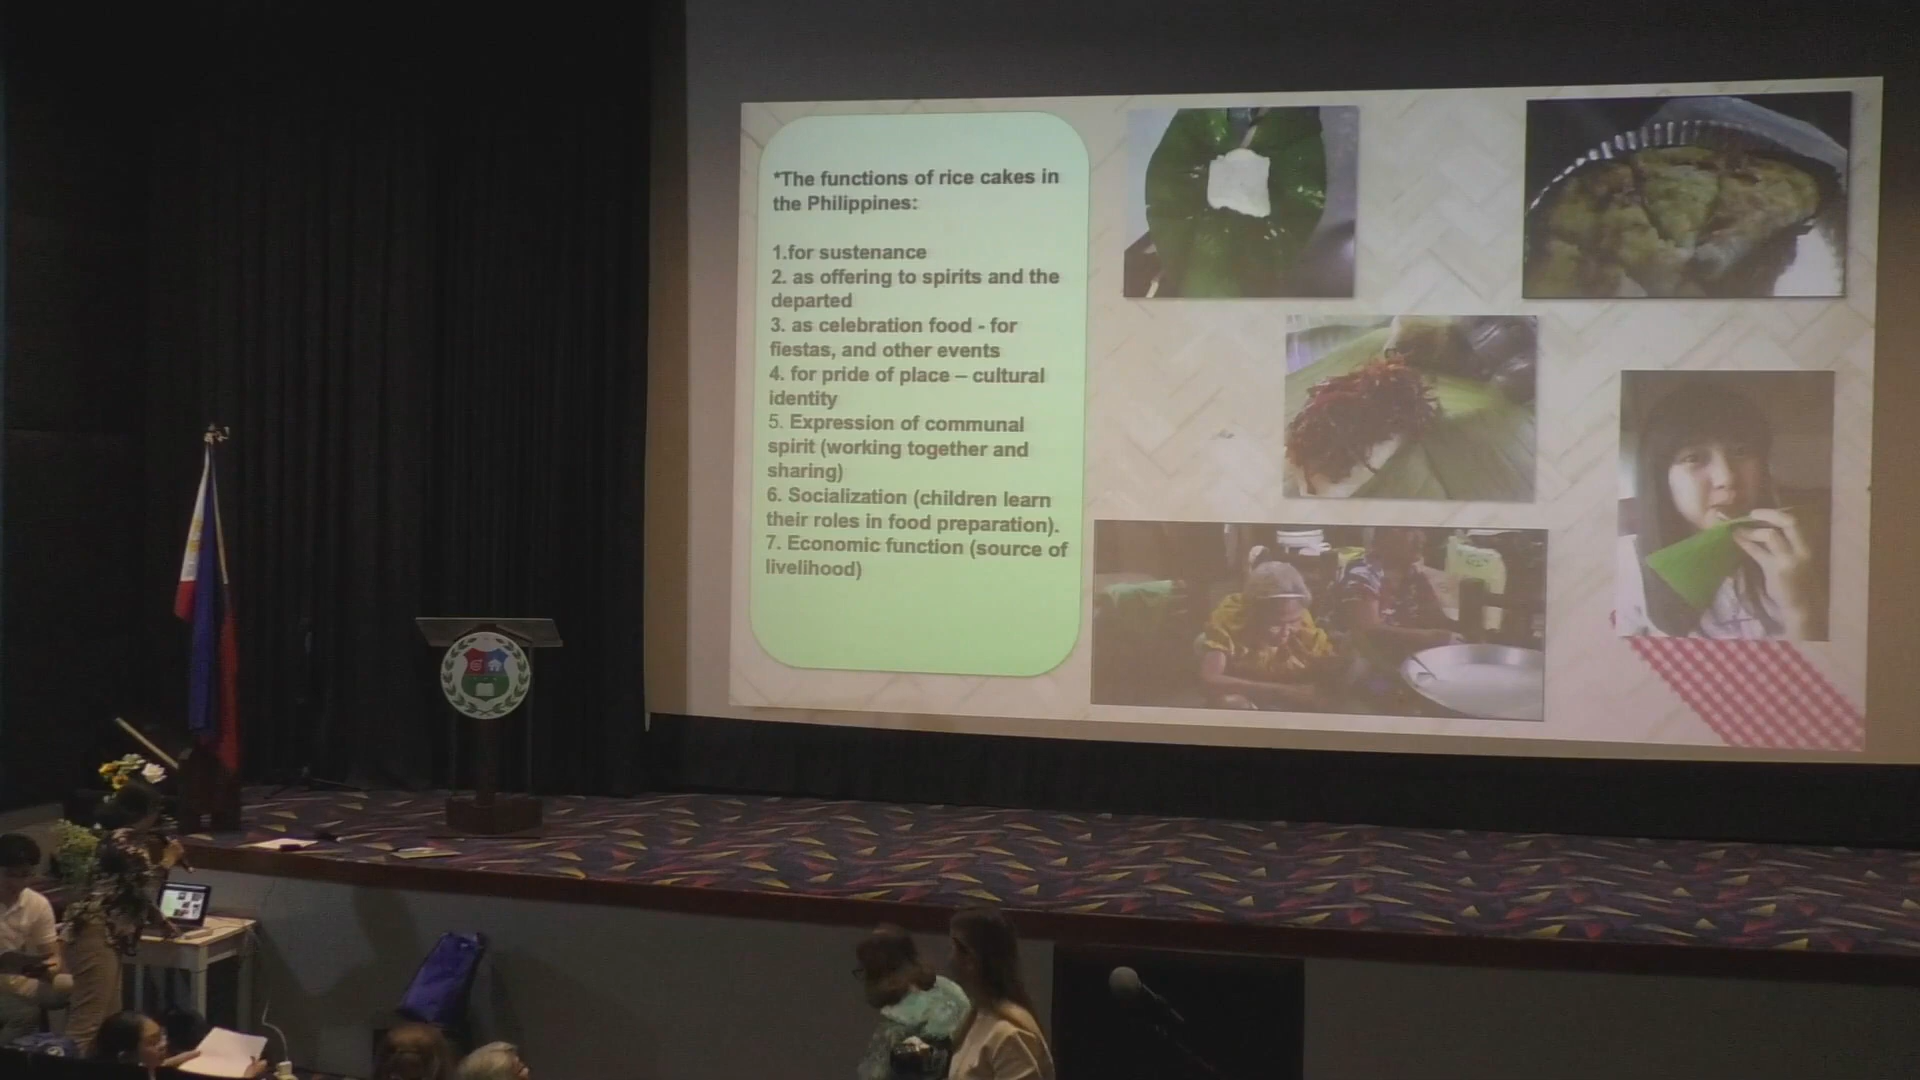 *The functions of rice cakes in
the Philippines:
1.for sustenance
2. as offering to spirits and the
departed
3. as celebration food - for
fiestas, and other events
4. for pride of place – cultural
identity
5. Expression of communal
spirit (working together and
sharing)
6. Socialization (children learn
their roles in food preparation).
7. Economic function (source of
livelihood)